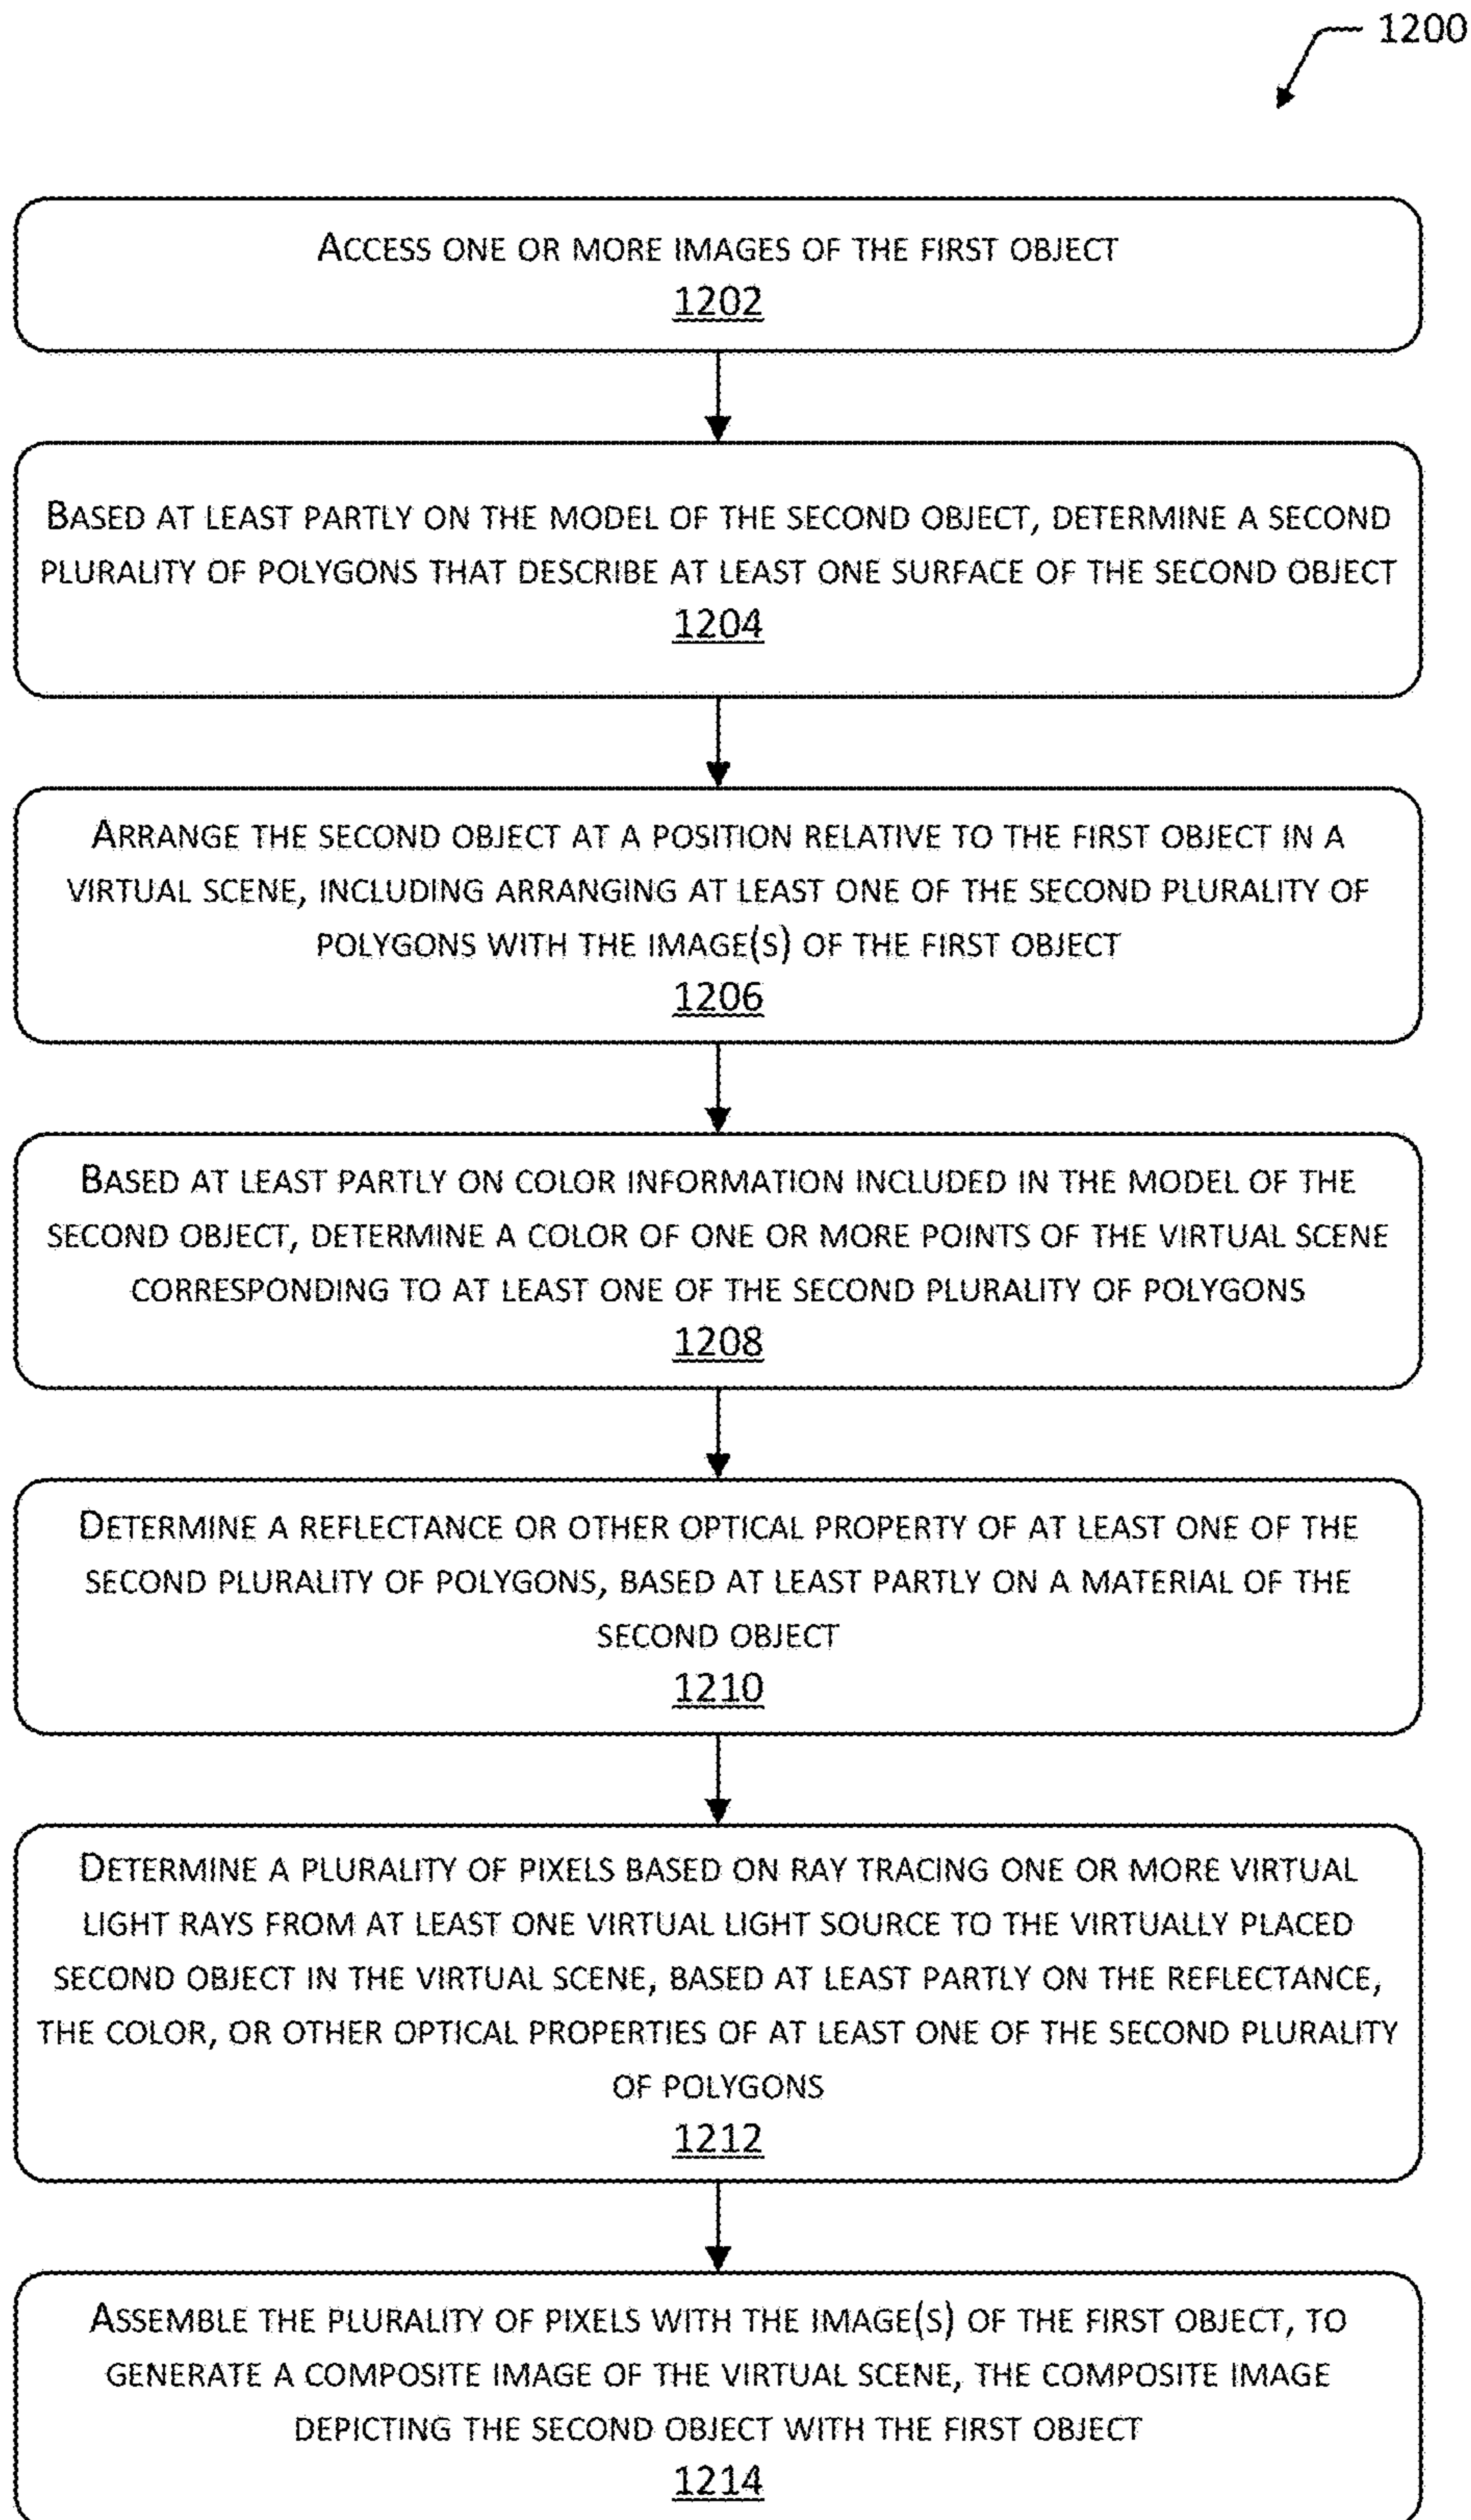 1200
ACCESS ONE OR MORE IMAGES OF THE FIRST OBJECT
1202
BASED AT LEAST PARTLY ON THE MODEL OF THE SECOND OBJECT, DETERMINE A SECOND
PLURALITY OF POLYGONS THAT DESCRIBE AT LEAST ONE SURFACE OF THE SECOND OBJECT
1204
ARRANGE THE SECOND OBJECT AT A POSITION RELATIVE TO THE FIRST OBJECT IN A
VIRTUAL SCENE, INCLUDING ARRANGING AT LEAST ONE OF THE SECOND PLURALITY OF
POLYGONS WITH THE IMAGE(S) OF THE FIRST OBJECT
1206
BASED AT LEAST PARTLY ON COLOR INFORMATION INCLUDED IN THE MODEL OF THE
SECOND OBJECT, DETERMINE A COLOR OF ONE OR MORE POINTS OF THE VIRTUAL SCENE
CORRESPONDING TO AT LEAST ONE OF THE SECOND PLURALITY OF POLYGONS
1208
DETERMINE A REFLECTANCE OR OTHER OPTICAL PROPERTY OF AT LEAST ONE OF THE
SECOND PLURALITY OF POLYGONS, BASED AT LEAST PARTLY ON A MATERIAL OF THE
SECOND OBJECT
1210
DETERMINE A PLURALITY OF PIXELS BASED ON RAY TRACING ONE OR MORE VIRTUAL
LIGHT RAYS FROM AT LEAST ONE VIRTUAL LIGHT SOURCE TO THE VIRTUALLY PLACED
SECOND OBJECT IN THE VIRTUAL SCENE, BASED AT LEAST PARTLY ON THE REFLECTANCE,
THE COLOR, OR OTHER OPTICAL PROPERTIES OF AT LEAST ONE OF THE SECOND PLURALITY
OF POLYGONS
1212
ASSEMBLE THE PLURALITY OF PIXELS WITH THE IMAGE(S) OF THE FIRST OBJECT, TO
GENERATE A COMPOSITE IMAGE OF THE VIRTUAL SCENE, THE COMPOSITE IMAGE
DEPICTING THE SECOND OBJECT WITH THE FIRST OBJECT
1214